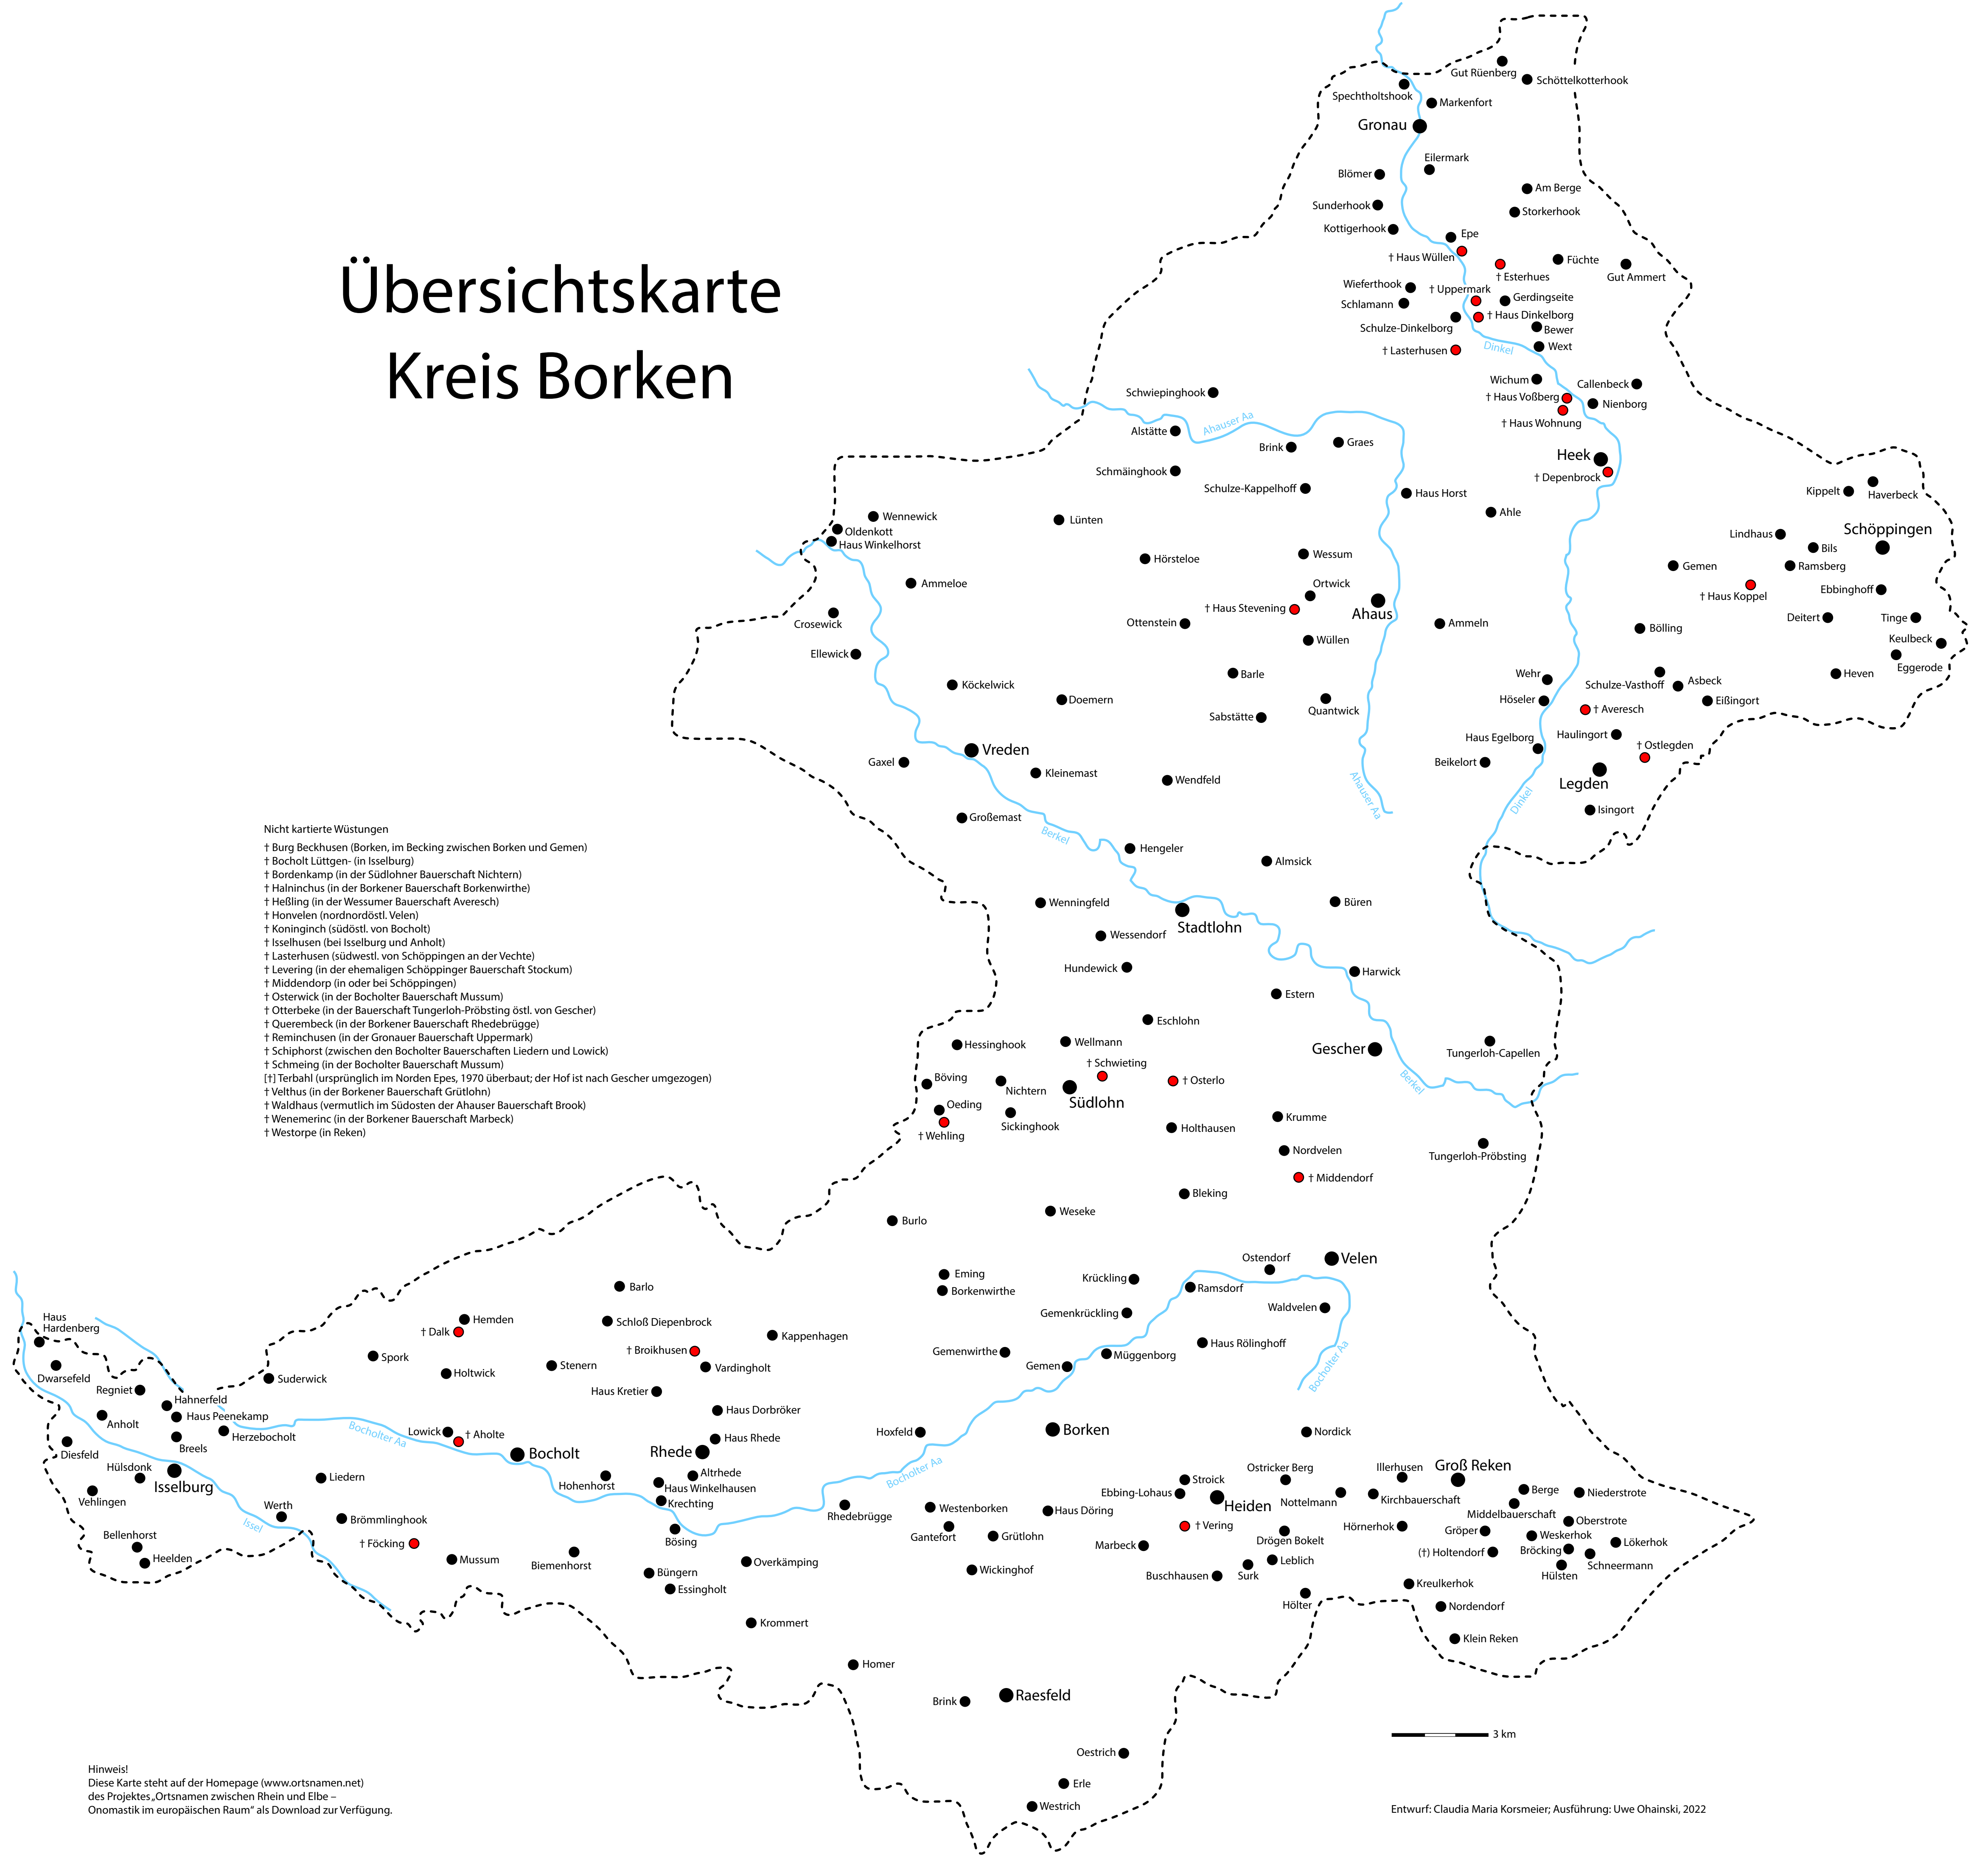 Übersichtskarte
Kreis Borken
Gut Rüenberg
Schöttelkotterhook
Spechtholtshook
Markenfort
Gronau
Eilermark
Blömer
Am Berge
Sunderhook
Storkerhook
Kottigerhook
Epe
† Haus Wüllen
Füchte
† Esterhues
Gut Ammert
Wieferthook
† Uppermark
Gerdingseite
Schlamann
† Haus Dinkelborg
Schulze-Dinkelborg
Bewer
Dinkel
Wext
† Lasterhusen
Wichum
Callenbeck
Schwiepinghook
† Haus Voßberg
Nienborg
† Haus Wohnung
Ahauser Aa
Alstätte
Brink
Graes
Heek
Schmäinghook
† Depenbrock
Schulze-Kappelhoff
Haus Horst
Kippelt
Haverbeck
Ahle
Wennewick
Lünten
Oldenkott
Haus Winkelhorst
Schöppingen
Lindhaus
Bils
Hörsteloe
Wessum
Gemen
Ramsberg
Ammeloe
Ortwick
Ebbinghoff
† Haus Koppel
† Haus Stevening
Ahaus
Crosewick
Ottenstein
Ammeln
Deitert
Tinge
Bölling
Wüllen
Keulbeck
Ellewick
Eggerode
Barle
Wehr
Schulze-Vasthoff
Asbeck
Heven
Köckelwick
Doemern
Höseler
Eißingort
Quantwick
Sabstätte
† Averesch
Haus Egelborg
Haulingort
† Ostlegden
Vreden
Gaxel
Beikelort
Kleinemast
Wendfeld
Legden
Ahauser Aa
Dinkel
Isingort
Großemast
Berkel
Hengeler
Almsick
Wenningfeld
Büren
Stadtlohn
Wessendorf
Hundewick
Harwick
Estern
Eschlohn
Hessinghook
Wellmann
Gescher
Tungerloh-Capellen
† Schwieting
Böving
Nichtern
† Osterlo
Berkel
Südlohn
Oeding
Sickinghook
Krumme
† Wehling
Holthausen
Nordvelen
Tungerloh-Pröbsting
† Middendorf
Bleking
Weseke
Burlo
Nicht kartierte Wüstungen
† Burg Beckhusen (Borken, im Becking zwischen Borken und Gemen)
† Bocholt Lüttgen- (in Isselburg)
† Bordenkamp (in der Südlohner Bauerschaft Nichtern)
† Halninchus (in der Borkener Bauerschaft Borkenwirthe)
† Heßling (in der Wessumer Bauerschaft Averesch)
† Honvelen (nordnordöstl. Velen)
† Koninginch (südöstl. von Bocholt)
† Isselhusen (bei Isselburg und Anholt)
† Lasterhusen (südwestl. von Schöppingen an der Vechte)
† Levering (in der ehemaligen Schöppinger Bauerschaft Stockum)
† Middendorp (in oder bei Schöppingen)
† Osterwick (in der Bocholter Bauerschaft Mussum)
† Otterbeke (in der Bauerschaft Tungerloh-Pröbsting östl. von Gescher)
† Querembeck (in der Borkener Bauerschaft Rhedebrügge)
† Reminchusen (in der Gronauer Bauerschaft Uppermark)
† Schiphorst (zwischen den Bocholter Bauerschaften Liedern und Lowick)
† Schmeing (in der Bocholter Bauerschaft Mussum)
[†] Terbahl (ursprünglich im Norden Epes, 1970 überbaut; der Hof ist nach Gescher umgezogen)
† Velthus (in der Borkener Bauerschaft Grütlohn)
† Waldhaus (vermutlich im Südosten der Ahauser Bauerschaft Brook)
† Wenemerinc (in der Borkener Bauerschaft Marbeck)
† Westorpe (in Reken)
Ostendorf
Velen
Eming
Krückling
Ramsdorf
Barlo
Borkenwirthe
Gemenkrückling
Waldvelen
Haus
Hardenberg
Hemden
† Dalk
Schloß Diepenbrock
Kappenhagen
Haus Rölinghoff
† Broikhusen
Gemenwirthe
Müggenborg
Spork
Gemen
Stenern
Vardingholt
Holtwick
Bocholter Aa
Dwarsefeld
Suderwick
Regniet
Haus Kretier
Hahnerfeld
Haus Dorbröker
Haus Peenekamp
Anholt
Herzebocholt
Bocholter Aa
Lowick
† Aholte
Hoxfeld
Borken
Nordick
Breels
Diesfeld
Haus Rhede
Rhede
Bocholt
Hülsdonk
Isselburg
Liedern
Altrhede
Hohenhorst
Haus Winkelhausen
Bocholter Aa
Stroick
Ostricker Berg
Illerhusen
Groß Reken
Vehlingen
Krechting
Ebbing-Lohaus
Heiden
Nottelmann
Kirchbauerschaft
Berge
Niederstrote
Werth
Issel
Brömmlinghook
Rhedebrügge
Westenborken
Haus Döring
Middelbauerschaft
Oberstrote
Gantefort
† Vering
Hörnerhok
Gröper
Weskerhok
Bellenhorst
† Föcking
Bösing
Grütlohn
Marbeck
Drögen Bokelt
(†) Holtendorf
Bröcking
Lökerhok
Heelden
Mussum
Biemenhorst
Overkämping
Leblich
Schneermann
Büngern
Wickinghof
Buschhausen
Surk
Hülsten
Essingholt
Kreulkerhok
Hölter
Nordendorf
Krommert
Klein Reken
Homer
Brink
Raesfeld
3 km
Oestrich
Erle
Westrich
Hinweis!
Diese Karte steht auf der Homepage (www.ortsnamen.net)
des Projektes „Ortsnamen zwischen Rhein und Elbe –
Onomastik im europäischen Raum“ als Download zur Verfügung.
Entwurf: Claudia Maria Korsmeier; Ausführung: Uwe Ohainski, 2022